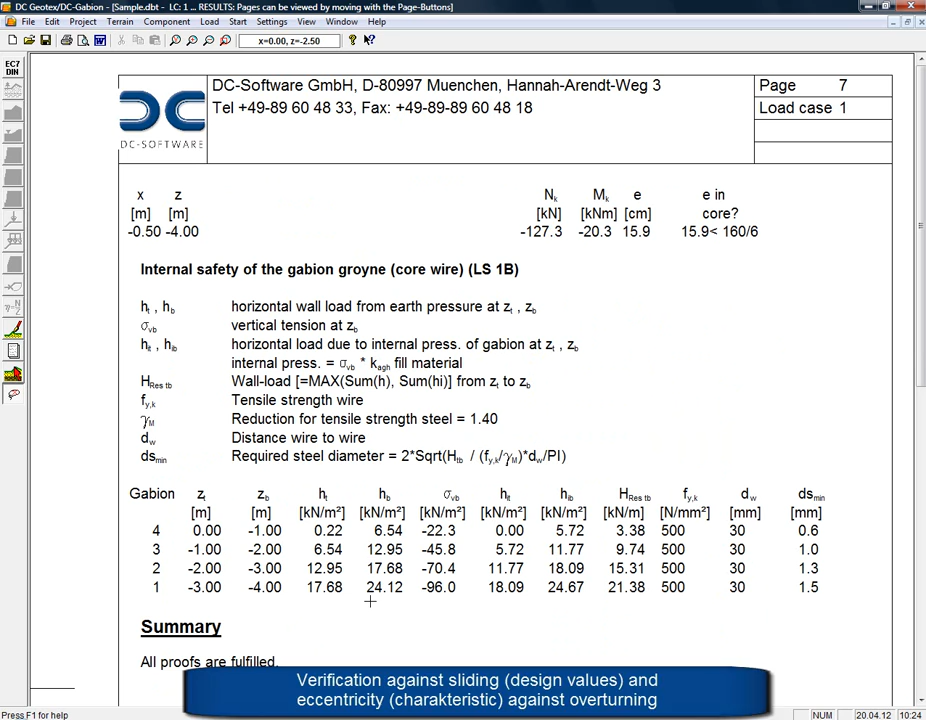 DC Geotex/DC-Gabion - [Sample.dbt - LC: 1 ... RESULTS: Pages can be viewed by moving with the Page-Buttons]
File Edit Project Terrain Component Load Start Settings Window Help
x=0.00, z=-2.50
EC7
DIN
DC-SOFTWARE
DC-Software GmbH, D-80997 Muenchen, Hannah-Arendt-Weg 3
Tel +49-89 60 48 33, Fax: +49-89-89 60 48 18
Page 7
Load case 1
x z Nk Mk e e in
[m] [m] [kN] [kNm] [cm] core?
-0.50 -4.00 -127.3 -20.3 15.9 15.9< 160/6
Internal safety of the gabion groyne (core wire) (LS 1B)
ht , hb horizontal wall load from earth pressure at zt , zb
σvb vertical tension at zb
hit , hib horizontal load due to internal press. of gabion at zt , zb
internal press. = σvb * kagh fill material
HRes tb Wall-load [=MAX(Sum(h), Sum(hi)] from zt to zb
fy,k Tensile strength wire
γM Reduction for tensile strength steel = 1.40
dw Distance wire to wire
dsmin Required steel diameter = 2*Sqrt(Htb / (fy,k/γM)*dw/PI)
Gabion zt zb ht hb σvb hit hib HRes tb fy,k dw dsmin
[m] [m] [kN/m²] [kN/m²] [kN/m²] [kN/m²] [kN/m²] [kN/m] [N/mm²] [mm] [mm]
4 0.00 -1.00 0.22 6.54 -22.3 0.00 5.72 3.38 500 30 0.6
3 -1.00 -2.00 6.54 12.95 -45.8 5.72 11.77 9.74 500 30 1.0
2 -2.00 -3.00 12.95 17.68 -70.4 11.77 18.09 15.31 500 30 1.3
1 -3.00 -4.00 17.68 24.12 -96.0 18.09 24.67 21.38 500 30 1.5
Summary
All proofs are fulfilled.
Verification against sliding (design values) and
eccentricity (charakteristic) against overturning
Press F1 for help
NUM 20.04.12 10:24